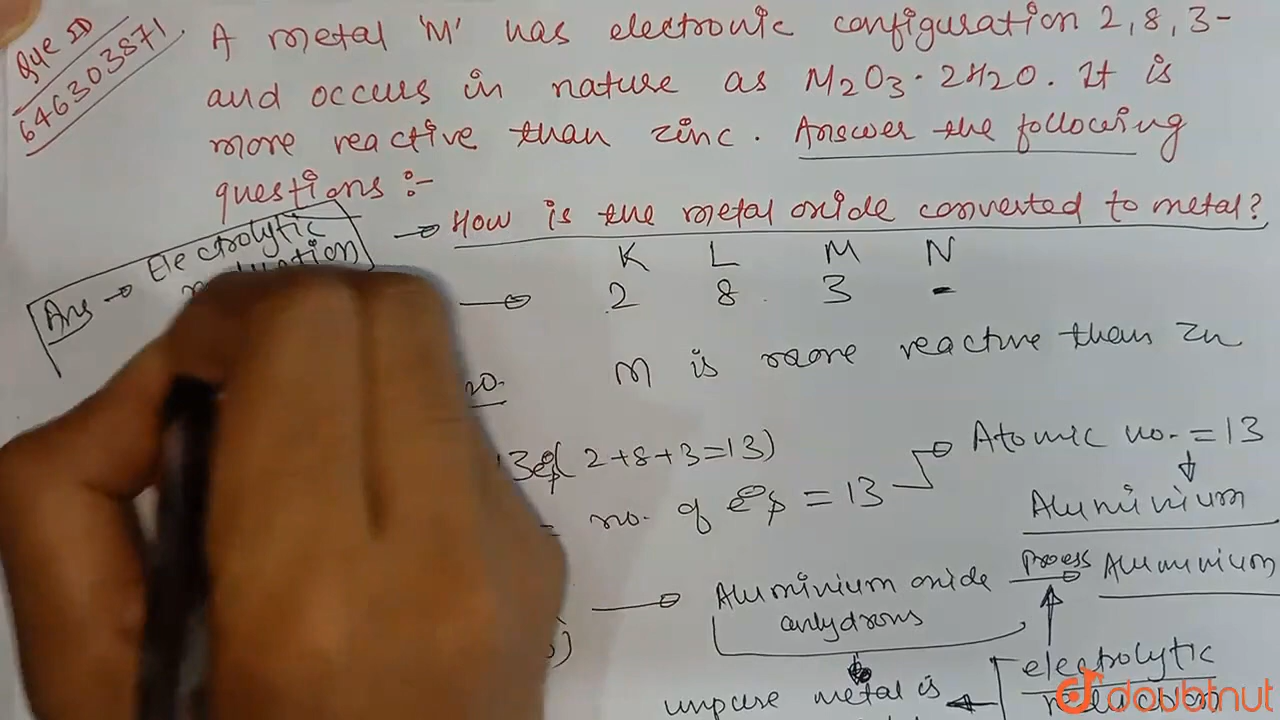 Que ID
646303871
A metal 'M' has electronic configuration 2,8,3-
and occurs in nature as M2O3·2H2O. It is
more reactive than zinc. Answer the following
questions :-
→ How is the metal oxide converted to metal?
Ans → Electrolytic
K L M N
→ 2 8 3 -
M is more reactive than Zn
no.
(2+8+3=13)
no. of = 13 → Atomic no. = 13
Aluminium
→ Aluminium oxide Process → Aluminium
anhydrous
impure metal is ← electrolytic
reduction
doubtnut